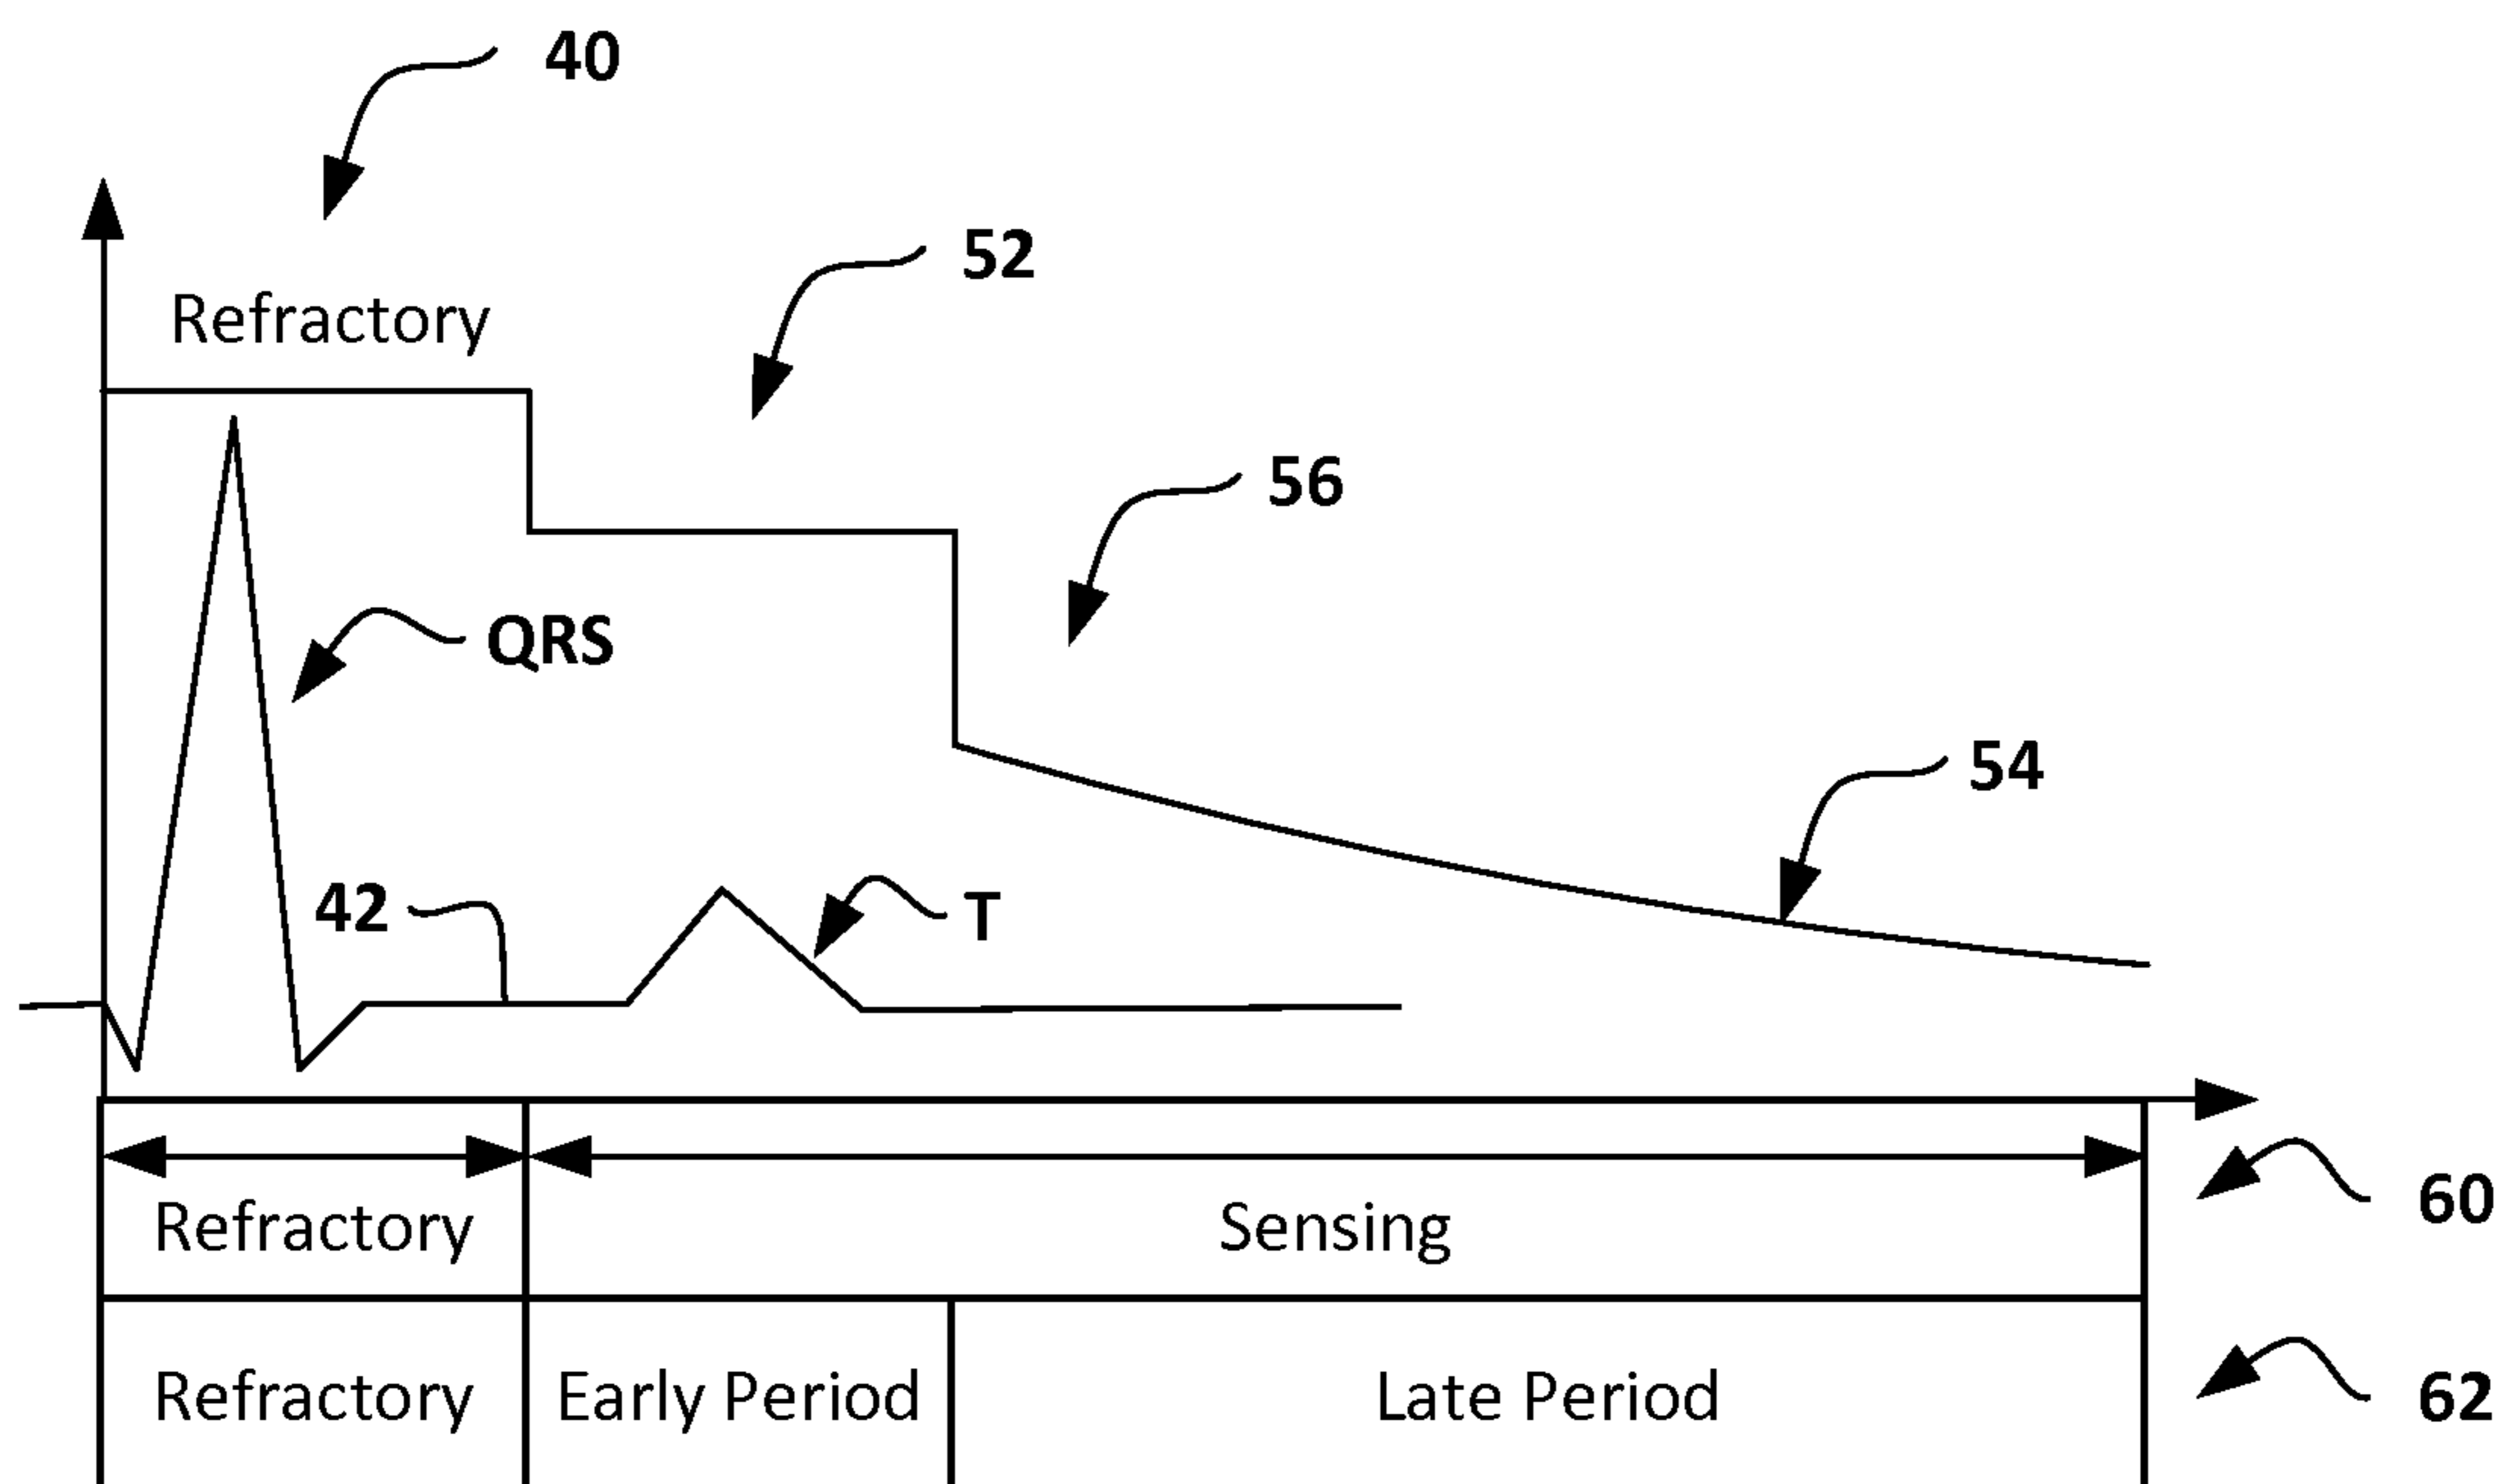 40
52
Refractory
56
QRS
54
42
T
60
Refractory
Sensing
62
Refractory
Early Period
Late Period